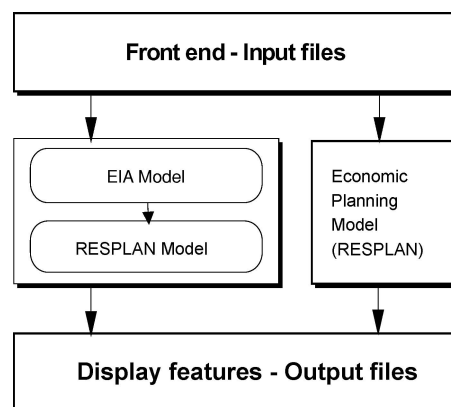 Front end - Input files
EIA Model
RESPLAN Model
Economic
Planning
Model
(RESPLAN)
Display features - Output files